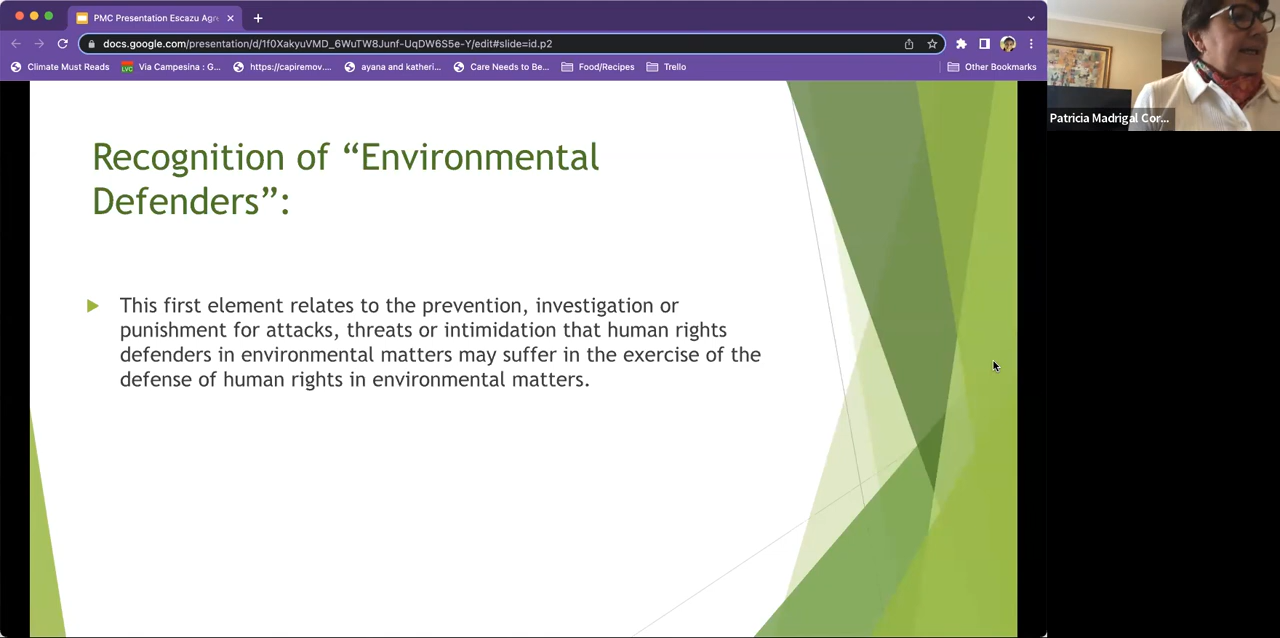 PMC Presentation Escazu Agre
docs.google.com/presentation/d/1f0XakyuVMD_6WuTW8Junf-UqDW6S5e-Y/edit#slide=id.p2
Climate Must Reads
LVC
Via Campesina : G...
https://capiremov....
ayana and katheri...
Care Needs to Be...
Food/Recipes
Trello
Other Bookmarks
Patricia Madrigal Cor...
Recognition of “Environmental
Defenders”:
This first element relates to the prevention, investigation or
punishment for attacks, threats or intimidation that human rights
defenders in environmental matters may suffer in the exercise of the
defense of human rights in environmental matters.